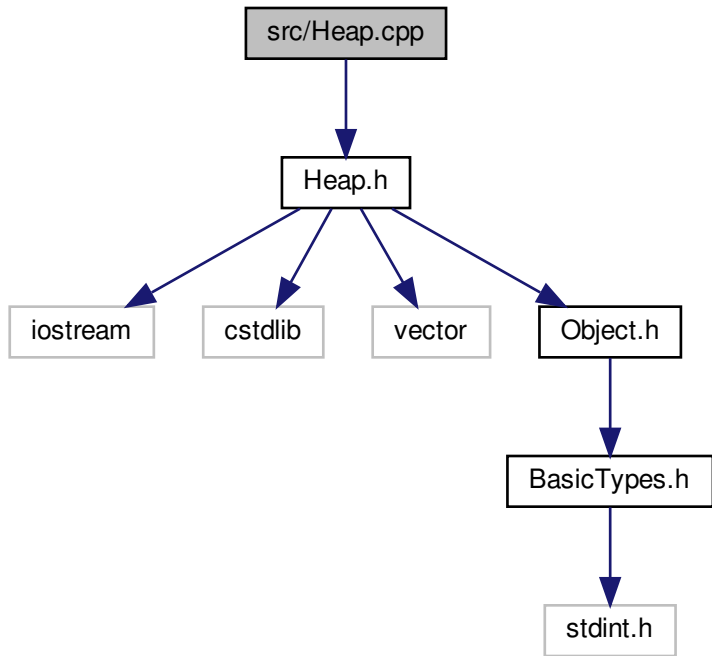 src/Heap.cpp
Heap.h
iostream
cstdlib
vector
Object.h
BasicTypes.h
stdint.h